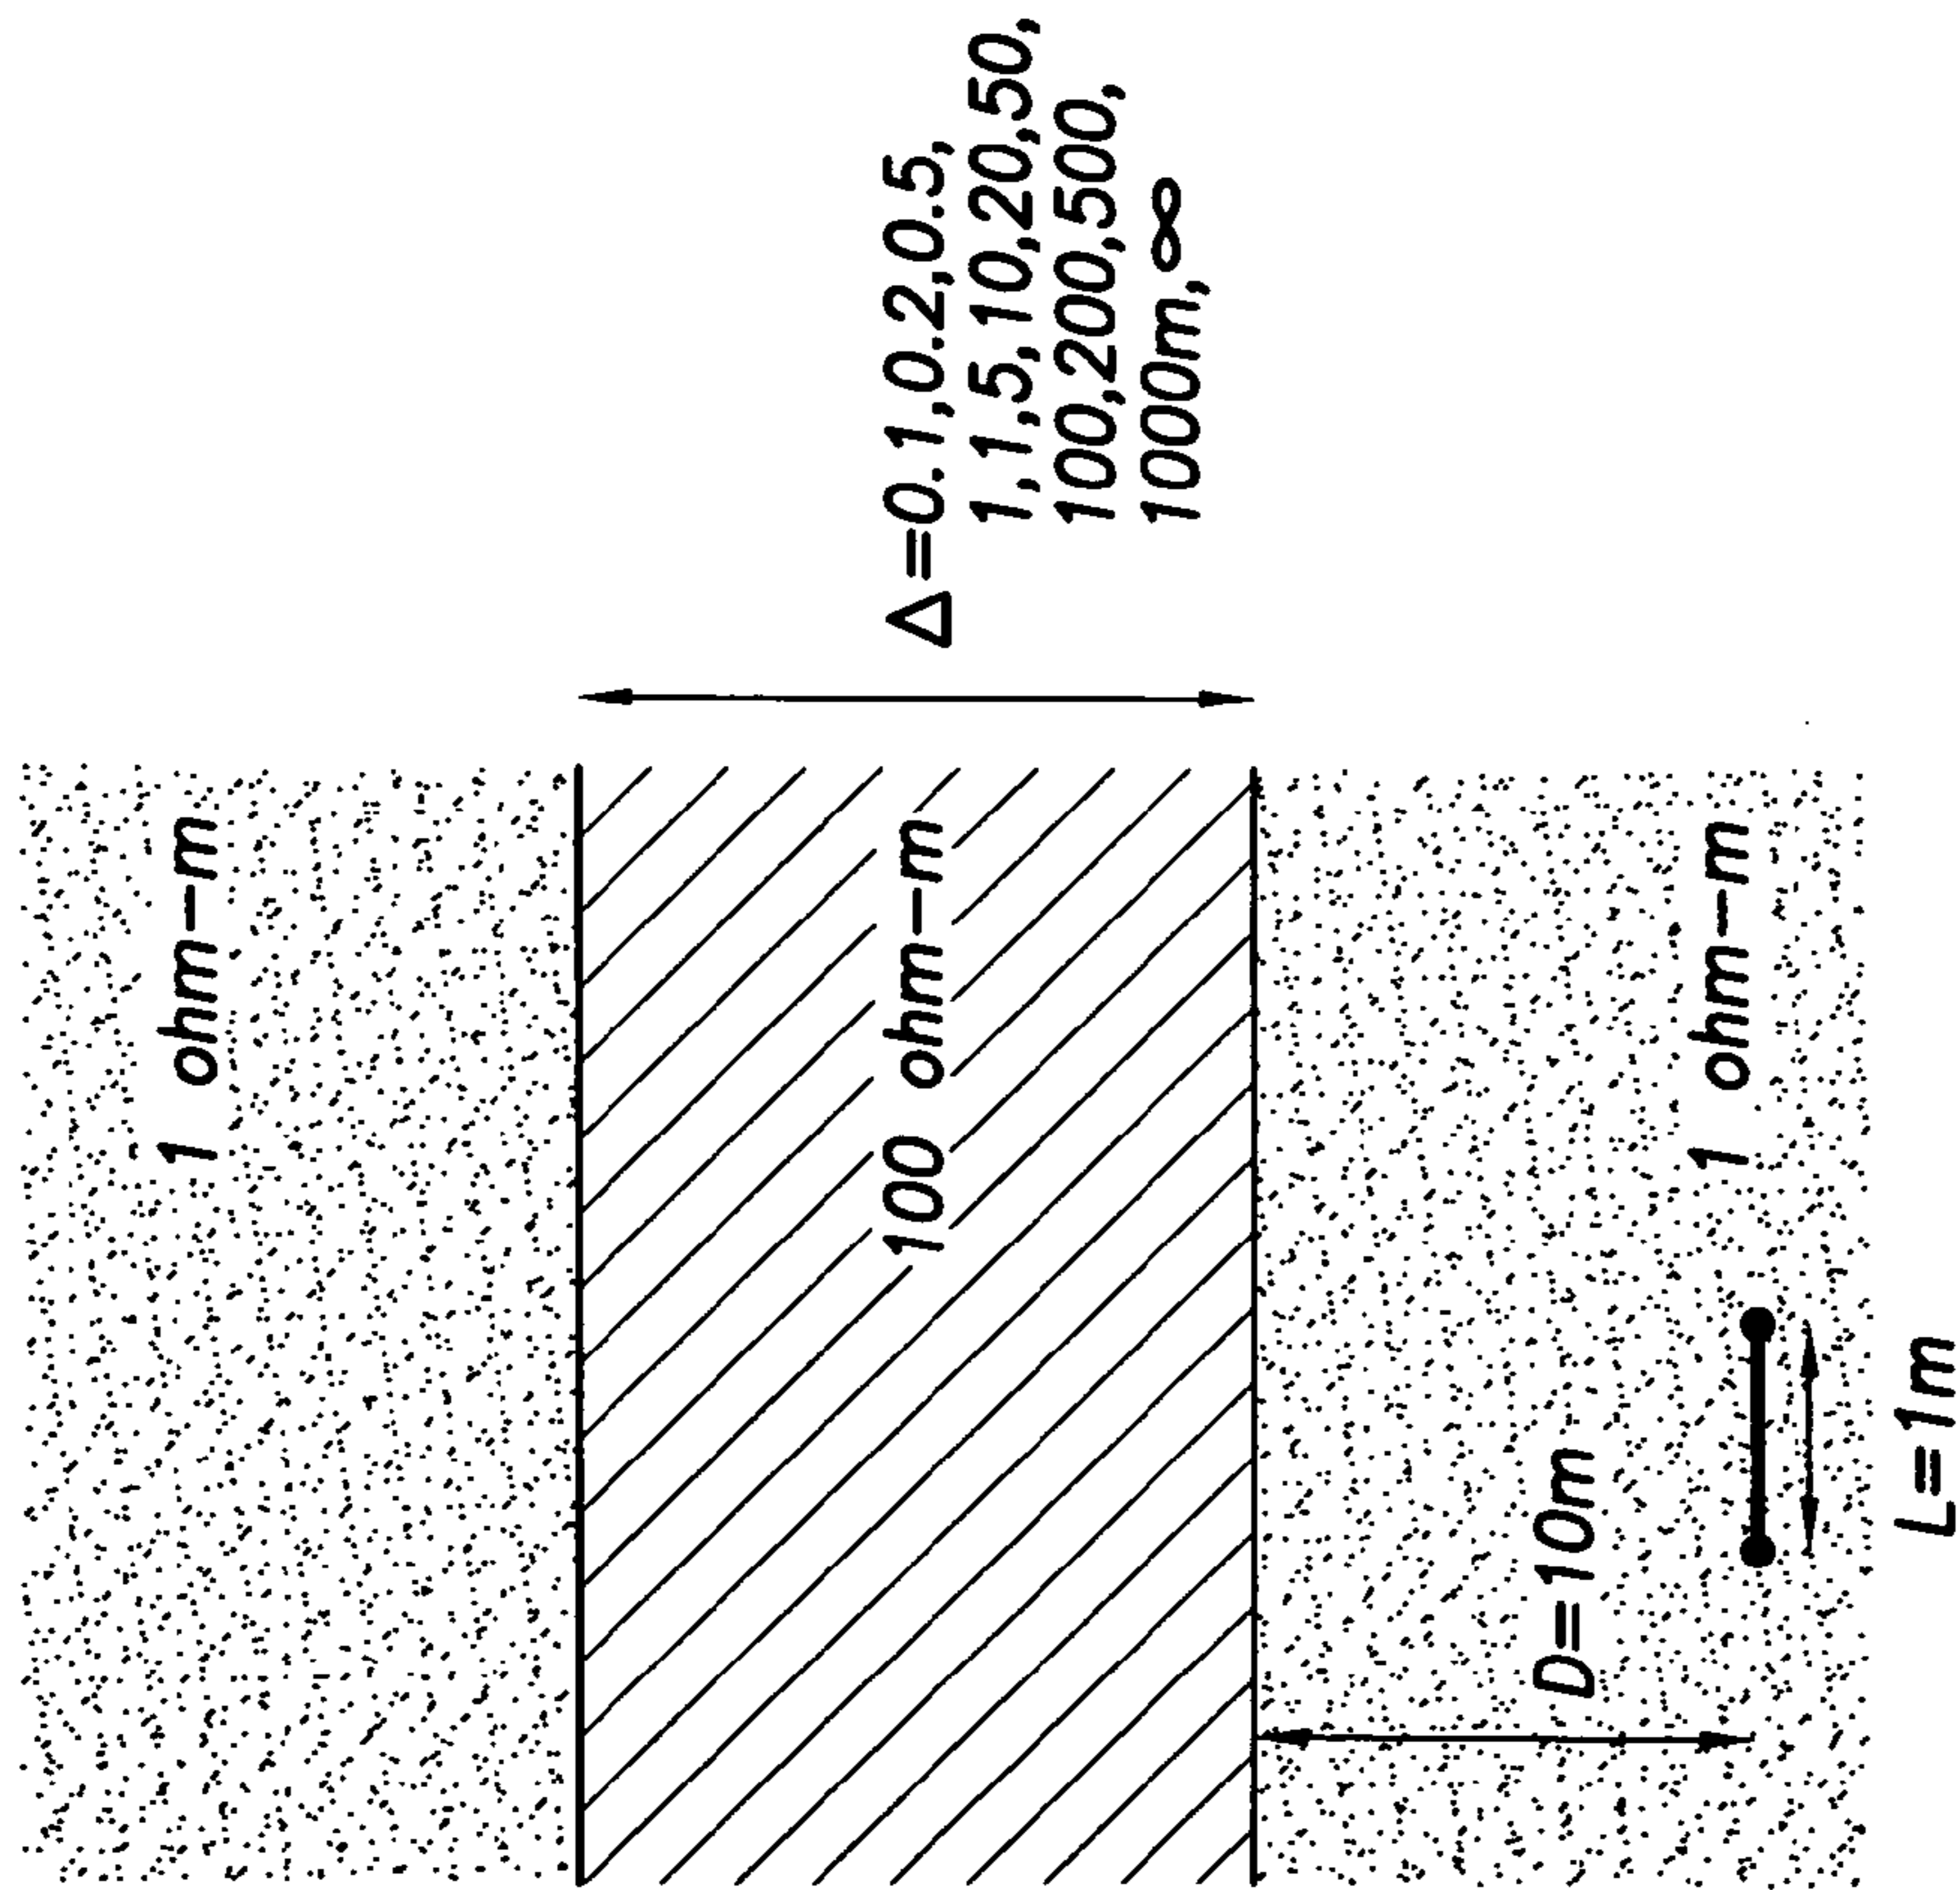 1 ohm-m
100 ohm-m
Δ=0.1,0.2,0.5,
1,1,5,10,20,50,
100,200,500,
1000m,∞
D=10m
1 ohm-m
L=1m